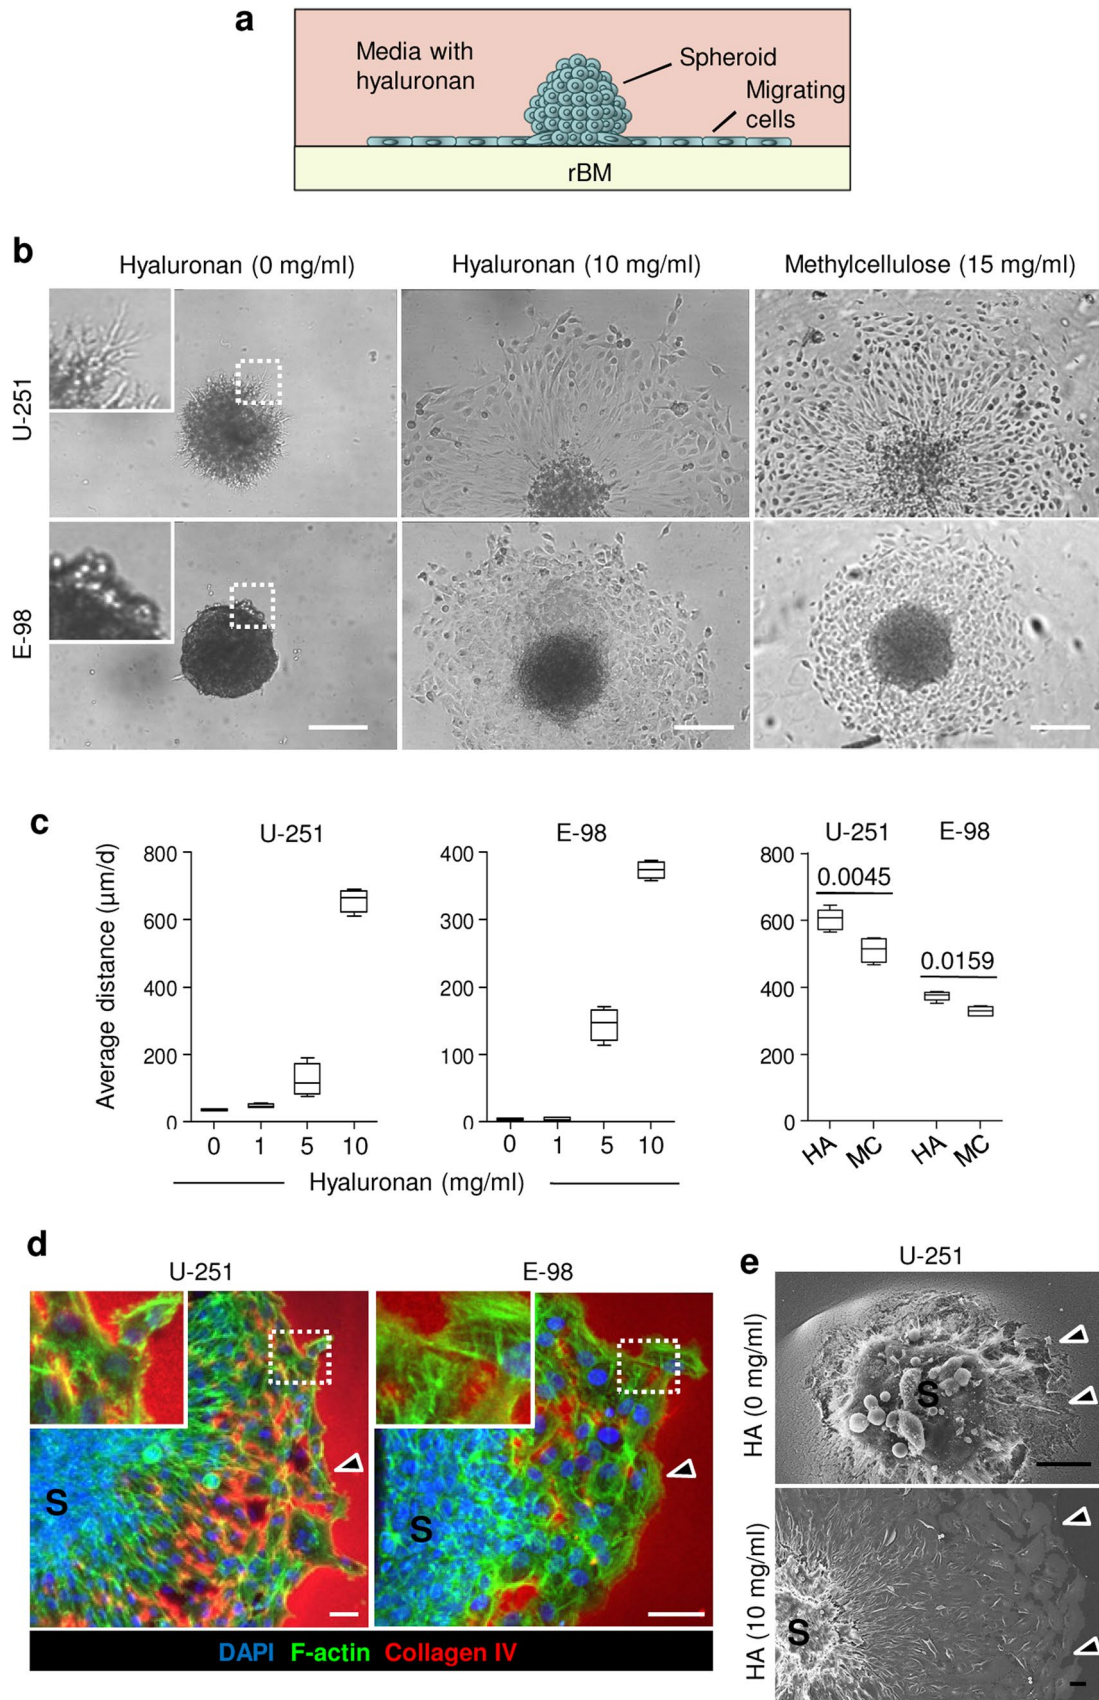 a
Media with
hyaluronan
Spheroid
Migrating
cells
rBM
b
Hyaluronan (0 mg/ml)
Hyaluronan (10 mg/ml)
Methylcellulose (15 mg/ml)
U-251
E-98
c
U-251
E-98
U-251
E-98
Average distance (μm/d)
800
600
400
200
0
0
1
5
10
400
300
200
100
0
0
1
5
10
Hyaluronan (mg/ml)
800
600
400
200
0
0.0045
0.0159
HA
MC
HA
MC
d
U-251
E-98
S
S
DAPI F-actin Collagen IV
e
U-251
HA (0 mg/ml)
S
HA (10 mg/ml)
S